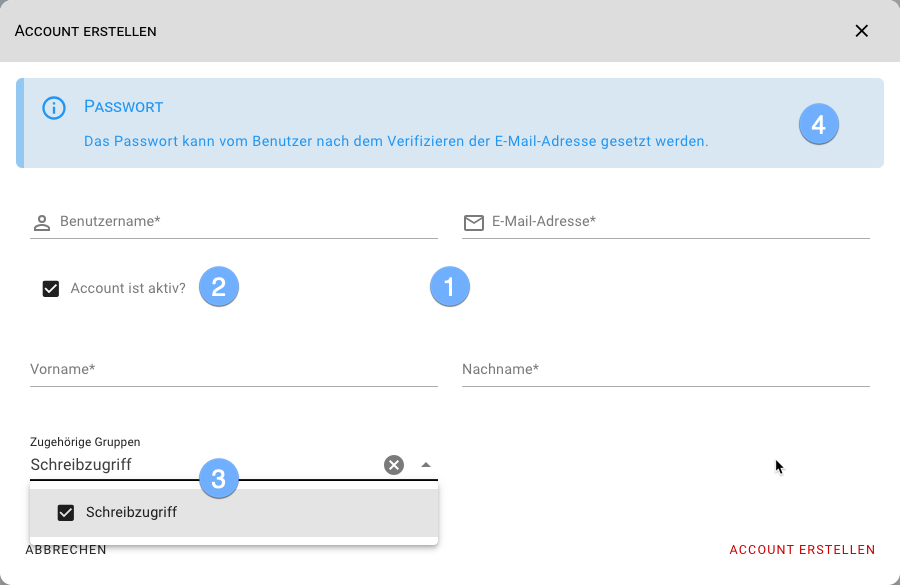 Account erstellen
Passwort
Das Passwort kann vom Benutzer nach dem Verifizieren der E-Mail-Adresse gesetzt werden.
4
Benutzername*
E-Mail-Adresse*
Account ist aktiv?
2
1
Vorname*
Nachname*
Zugehörige Gruppen
Schreibzugriff
3
Schreibzugriff
ABBRECHEN
ACCOUNT ERSTELLEN